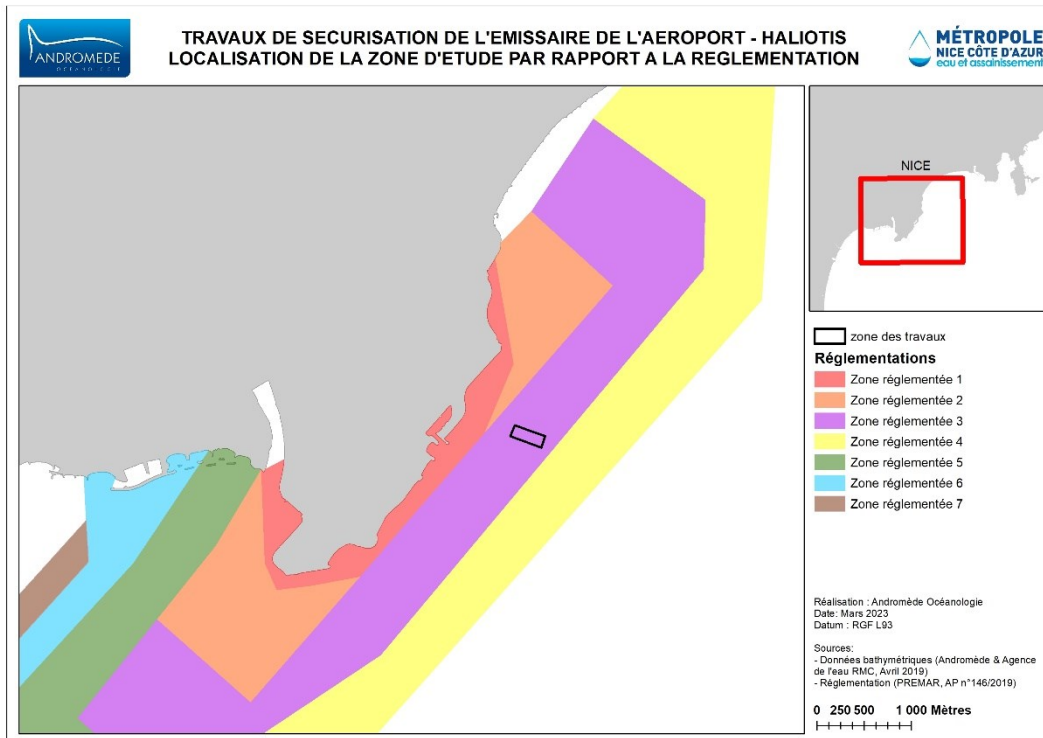 ANDROMEDE
OCÉANOLOGIE
TRAVAUX DE SECURISATION DE L'EMISSAIRE DE L'AEROPORT - HALIOTIS
LOCALISATION DE LA ZONE D'ETUDE PAR RAPPORT A LA REGLEMENTATION
MÉTROPOLE
NICE CÔTE D'AZUR
eau et assainissement
NICE
zone des travaux
Réglementations
Zone réglementée 1
Zone réglementée 2
Zone réglementée 3
Zone réglementée 4
Zone réglementée 5
Zone réglementée 6
Zone réglementée 7
Réalisation : Andromède Océanologie
Date: Mars 2023
Datum : RGF L93
Sources:
- Données bathymétriques (Andromède & Agence
de l'eau RMC, Avril 2019)
- Réglementation (PREMAR, AP n°146/2019)
0 250 500 1 000 Mètres